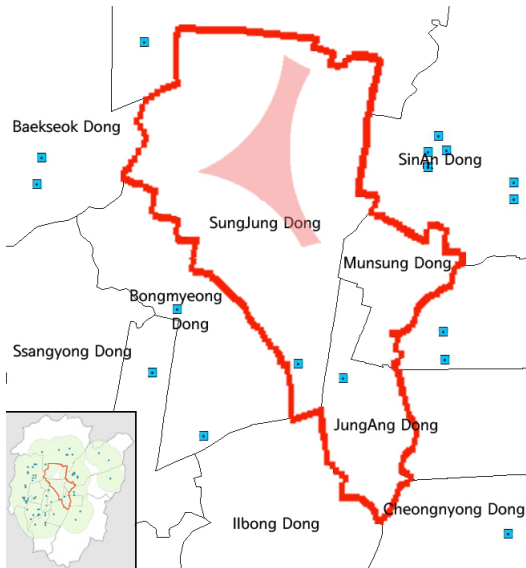 Baekseok Dong
SinAn Dong
SungJung Dong
Munsung Dong
Bongmyeong
Dong
Ssangyong Dong
JungAng Dong
Cheongnyong Dong
Ilbong Dong